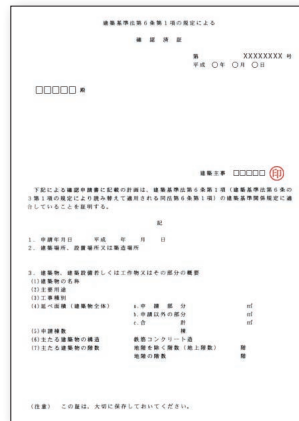 建築基準法第6条第1項の規定による
確認済証
第 XXXXXXXX 号
平成 〇年 〇月 〇日
□□□□□ 殿
建築主事 □□□□□ 印
下記による確認申請書に記載の計画は、建築基準法第6条第1項（建築基準法第6条の
3第1項の規定により読み替えて適用される同法第6条第1項）の建築基準関係規定に適
合していることを証明する。
記
1．申請年月日 平成 年 月 日
2．建築場所、設置場所又は築造場所
3．建築物、建築設備若しくは工作物又はその部分の概要
(1)建築物の名称
(2)主要用途
(3)工事種別
(4)延べ面積（建築物全体） a.申請部分 ㎡
b.申請以外の部分 ㎡
c.合計 ㎡
(5)申請棟数 棟
(6)主たる建築物の構造 鉄筋コンクリート造
(7)主たる建築物の階数 地階を除く階数（地上階数） 階
地階の階数 階
（注意） この証は、大切に保存しておいてください。